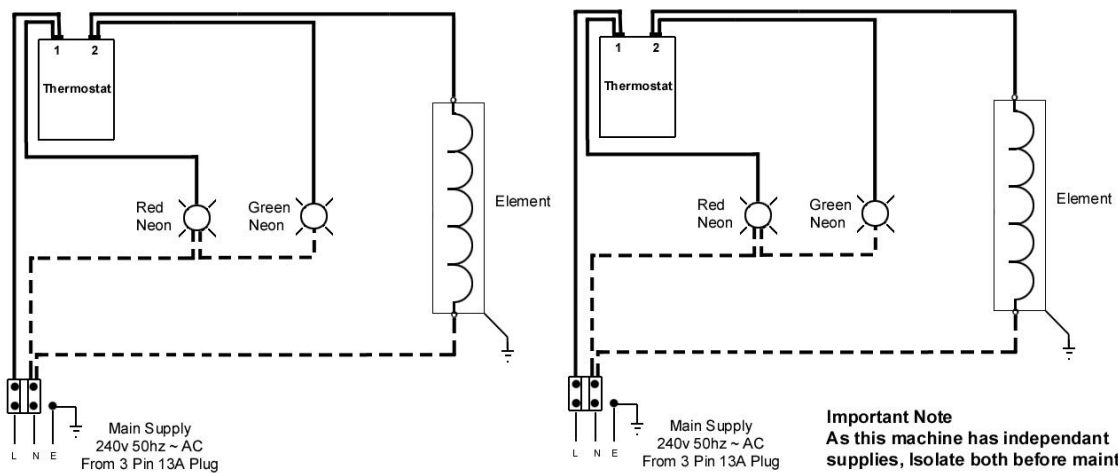 1 2
Thermostat
Red
Neon
Green
Neon
Element
L N E
Main Supply
240v 50hz ~ AC
From 3 Pin 13A Plug
1 2
Thermostat
Red
Neon
Green
Neon
Element
L N E
Main Supply
240v 50hz ~ AC
From 3 Pin 13A Plug
Important Note
As this machine has independant
supplies, Isolate both before maint